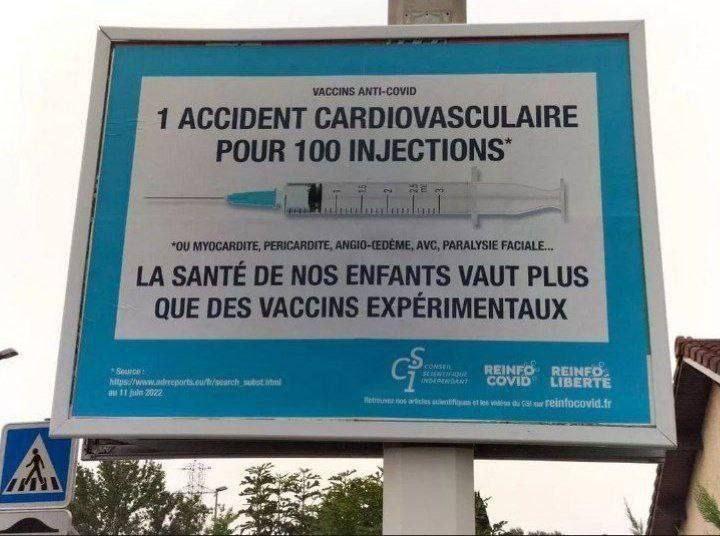 VACCINS ANTI-COVID
1 ACCIDENT CARDIOVASCULAIRE
POUR 100 INJECTIONS*
1 1.5 2 2.5 ml 3
*OU MYOCARDITE, PERICARDITE, ANGIO-ŒDÈME, AVC, PARALYSIE FACIALE...
LA SANTÉ DE NOS ENFANTS VAUT PLUS
QUE DES VACCINS EXPÉRIMENTAUX
* Source :
https://www.adrreports.eu/fr/search_subst.html
au 11 juin 2022
CSI
CONSEIL
SCIENTIFIQUE
INDÉPENDANT
REINFO
COVID
REINFO
LIBERTÉ
Retrouvez nos articles scientifiques et les vidéos du CSI sur reinfocovid.fr